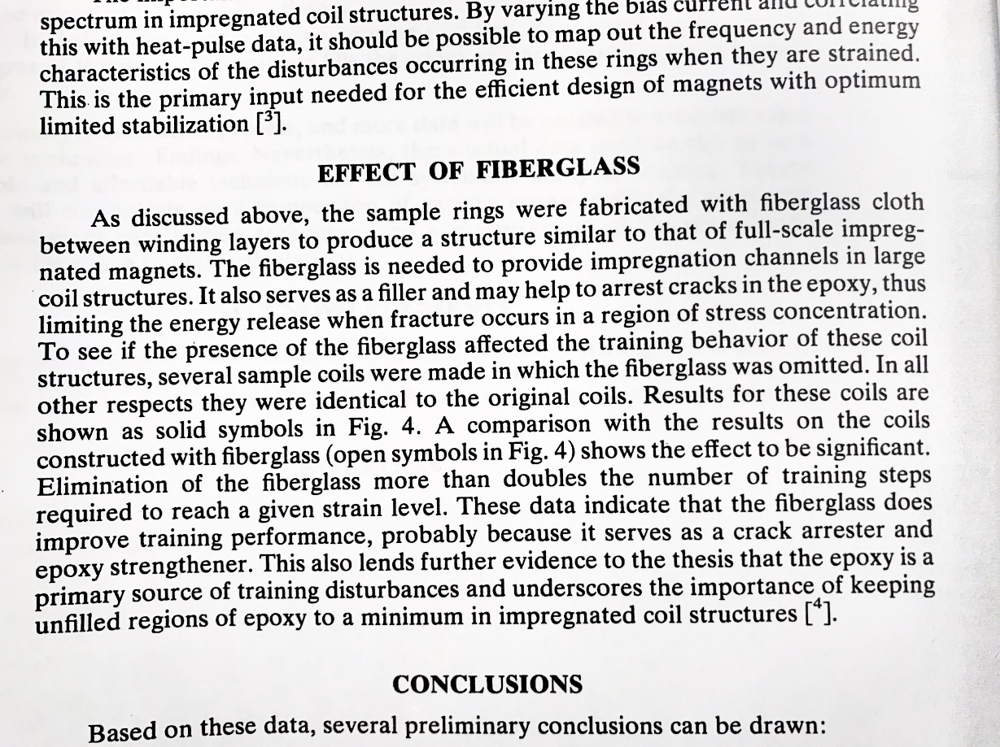 spectrum in impregnated coil structures. By varying the bias current and correlating
this with heat-pulse data, it should be possible to map out the frequency and energy
characteristics of the disturbances occurring in these rings when they are strained.
This is the primary input needed for the efficient design of magnets with optimum
limited stabilization [³].
EFFECT OF FIBERGLASS
As discussed above, the sample rings were fabricated with fiberglass cloth
between winding layers to produce a structure similar to that of full-scale impreg-
nated magnets. The fiberglass is needed to provide impregnation channels in large
coil structures. It also serves as a filler and may help to arrest cracks in the epoxy, thus
limiting the energy release when fracture occurs in a region of stress concentration.
To see if the presence of the fiberglass affected the training behavior of these coil
structures, several sample coils were made in which the fiberglass was omitted. In all
other respects they were identical to the original coils. Results for these coils are
shown as solid symbols in Fig. 4. A comparison with the results on the coils
constructed with fiberglass (open symbols in Fig. 4) shows the effect to be significant.
Elimination of the fiberglass more than doubles the number of training steps
required to reach a given strain level. These data indicate that the fiberglass does
improve training performance, probably because it serves as a crack arrester and
epoxy strengthener. This also lends further evidence to the thesis that the epoxy is a
primary source of training disturbances and underscores the importance of keeping
unfilled regions of epoxy to a minimum in impregnated coil structures [⁴].
CONCLUSIONS
Based on these data, several preliminary conclusions can be drawn: